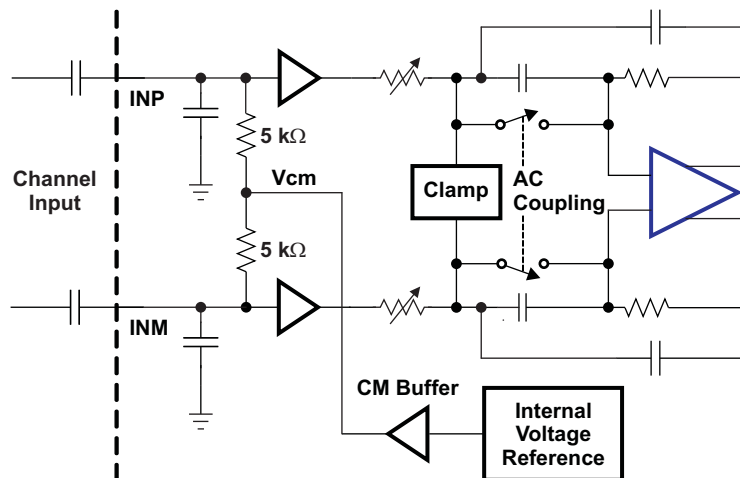 INP
5 kΩ
Channel
Input
Vcm
Clamp
AC
Coupling
5 kΩ
INM
CM Buffer
Internal
Voltage
Reference